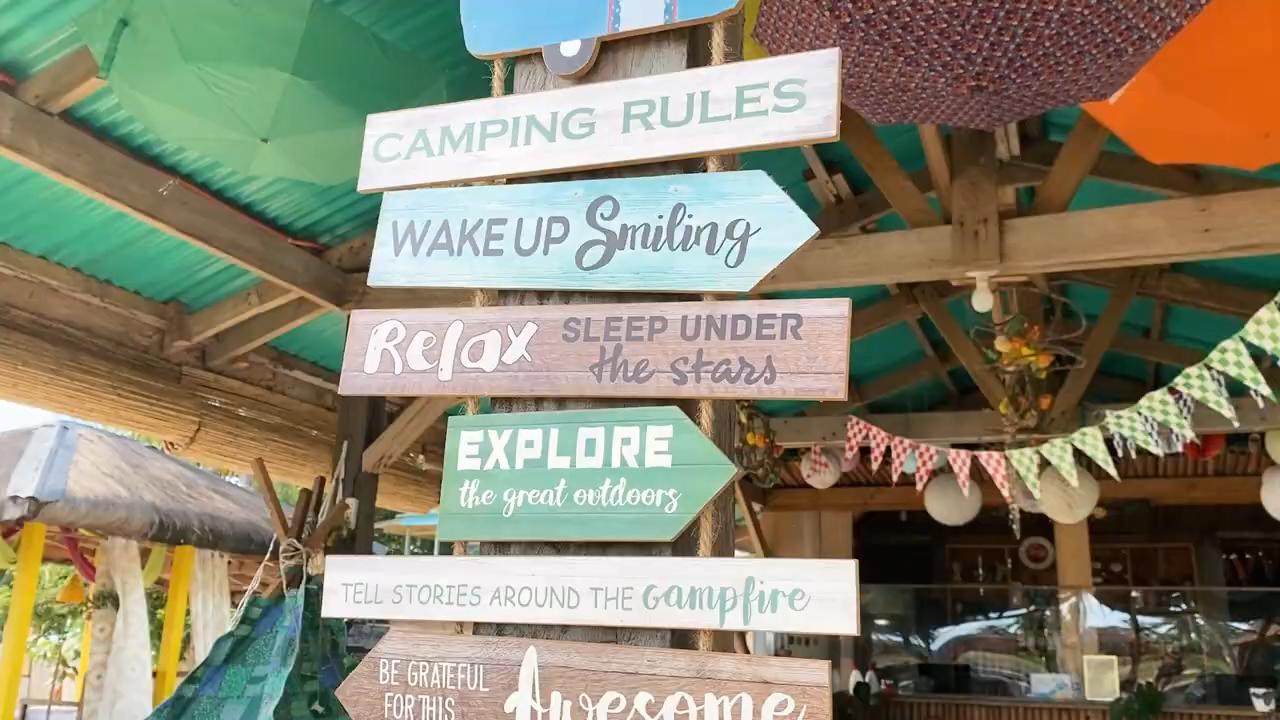 CAMPING RULES
WAKE UP Smiling
Relax SLEEP UNDER
the stars
EXPLORE
the great outdoors
TELL STORIES AROUND THE campfire
BE GRATEFUL
FOR THIS Awesome